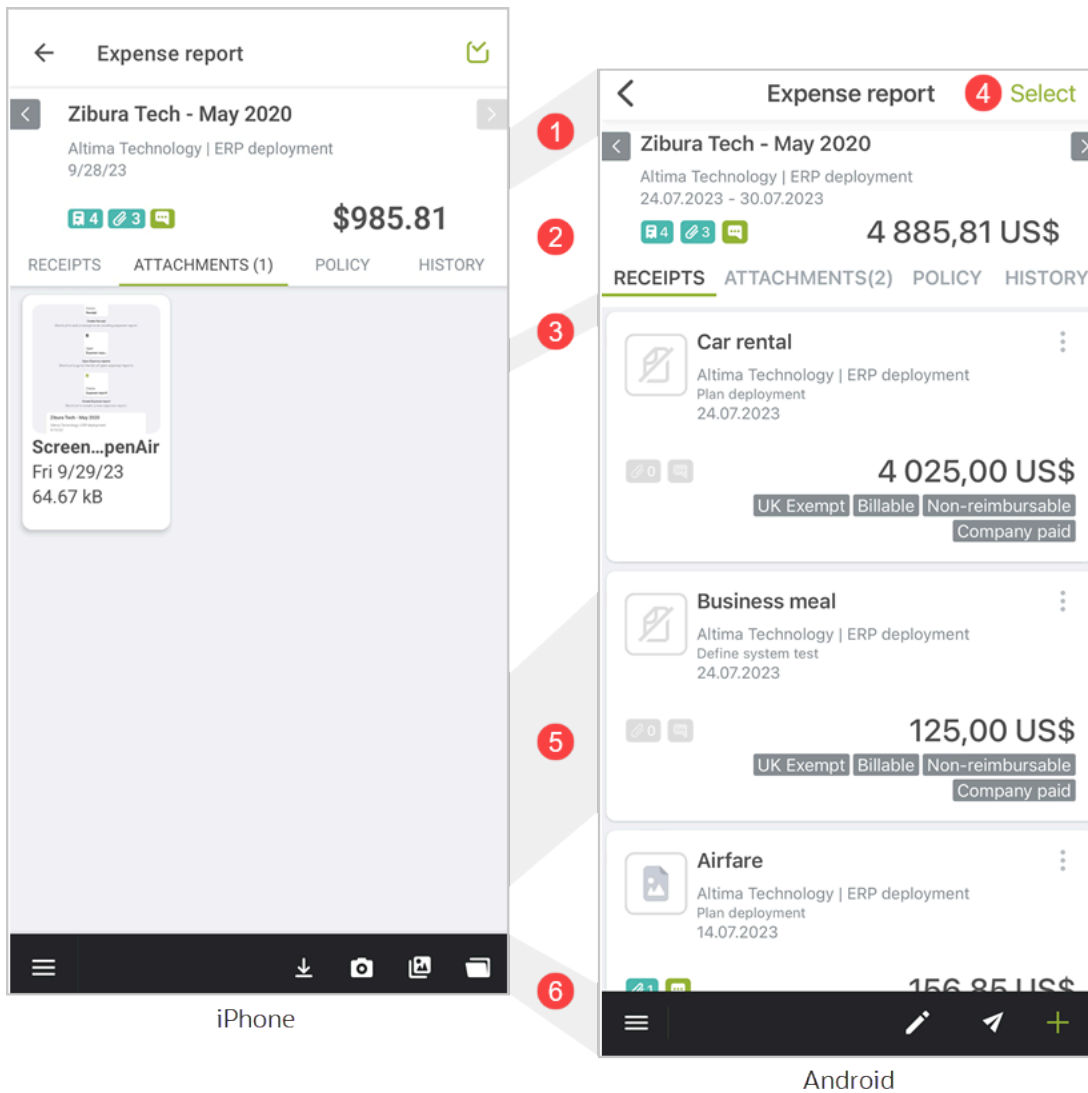 Expense report
Zibura Tech - May 2020
Altima Technology | ERP deployment
9/28/23
4 3
$985.81
RECEIPTS ATTACHMENTS (1) POLICY HISTORY
Zibura Tech - May 2020
Screen...penAir
Fri 9/29/23
64.67 kB
iPhone
1
2
3
5
6
Expense report 4 Select
Zibura Tech - May 2020
Altima Technology | ERP deployment
24.07.2023 - 30.07.2023
4 3
4 885,81 US$
RECEIPTS ATTACHMENTS(2) POLICY HISTORY
Car rental
Altima Technology | ERP deployment
Plan deployment
24.07.2023
0
4 025,00 US$
UK Exempt Billable Non-reimbursable
Company paid
Business meal
Altima Technology | ERP deployment
Define system test
24.07.2023
0
125,00 US$
UK Exempt Billable Non-reimbursable
Company paid
Airfare
Altima Technology | ERP deployment
Plan deployment
14.07.2023
1
156,85 US$
Android